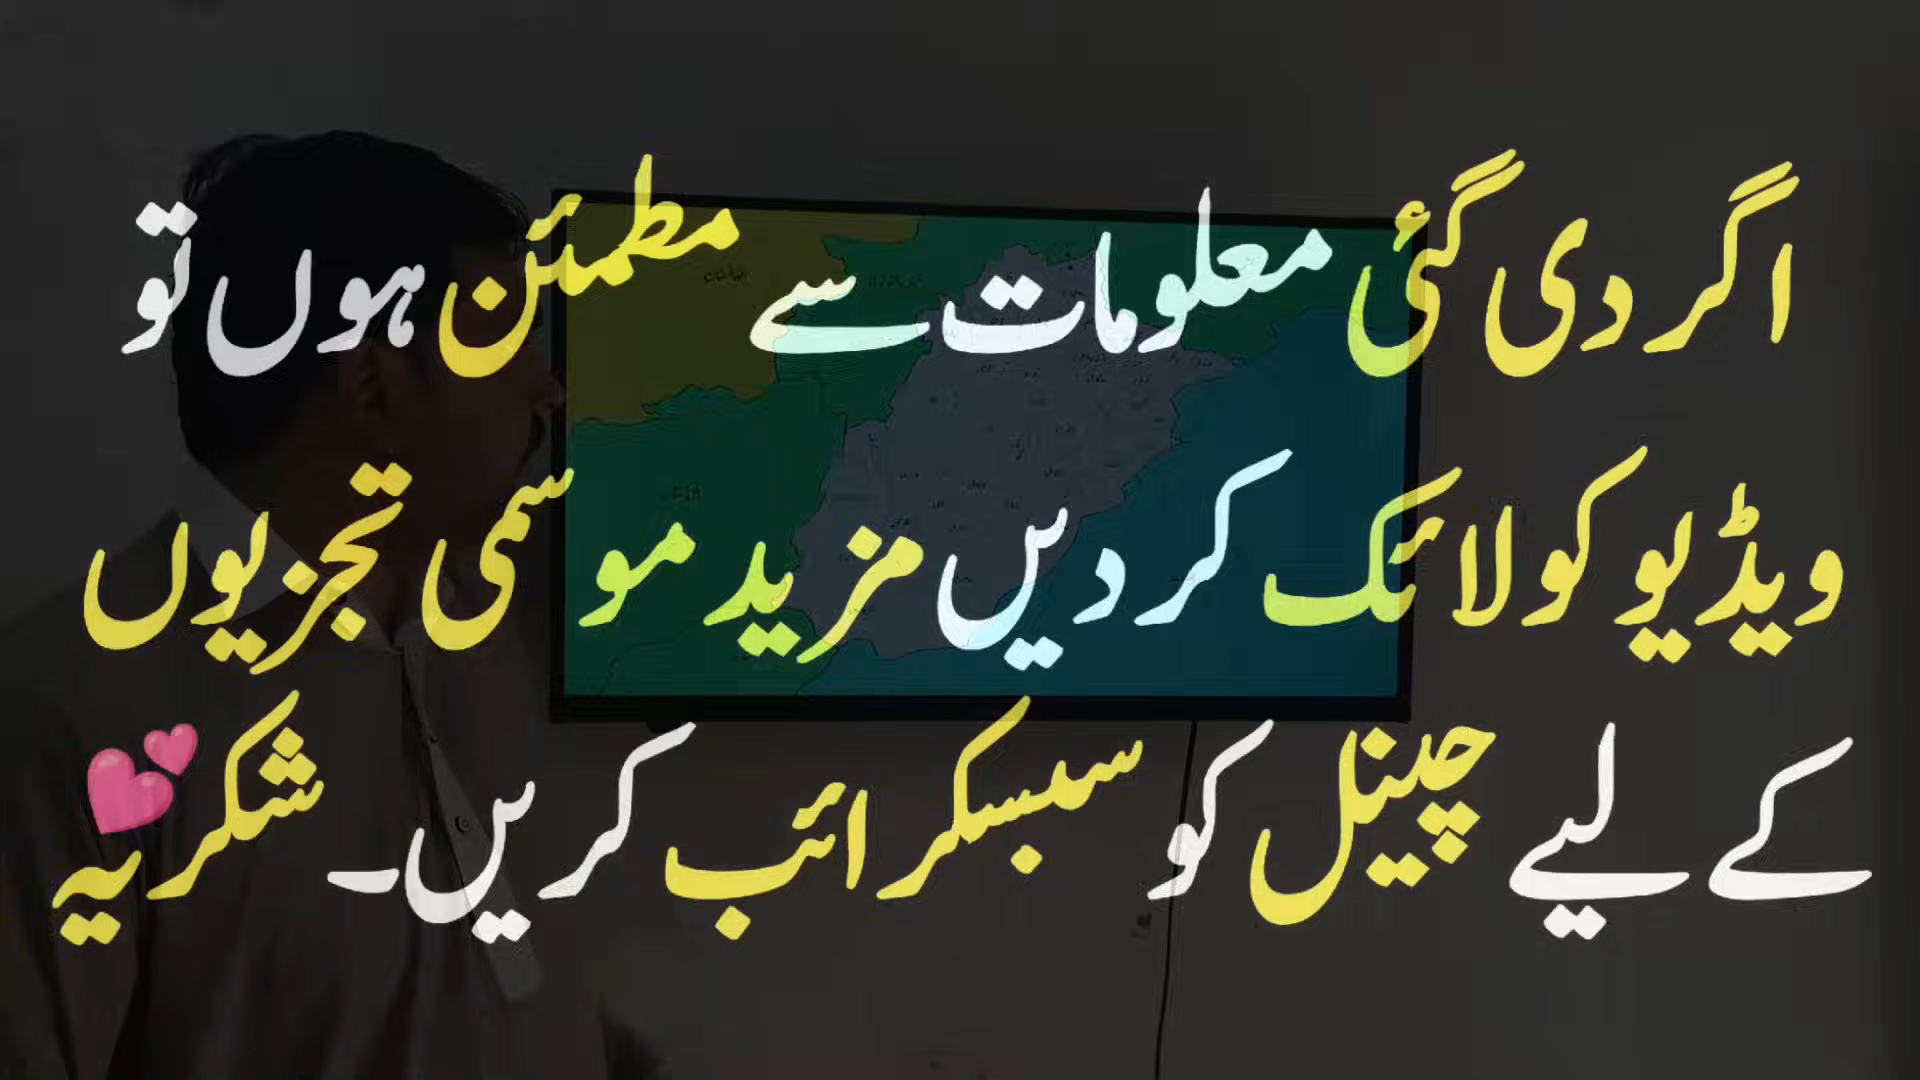 اگر دی گئی معلومات سے مطمئن ہوں تو
ویڈیو کو لائک کر دیں مزید موسمی تجزیوں
کے لیے چینل کو سبسکرائب کریں۔ شکریہ 💕